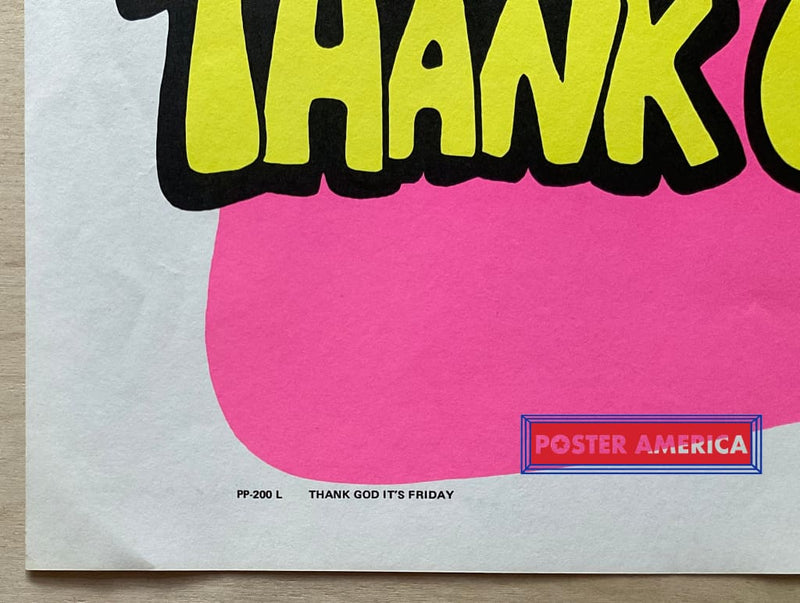 THANK
POSTER AMERICA
PP-200 L THANK GOD IT'S FRIDAY